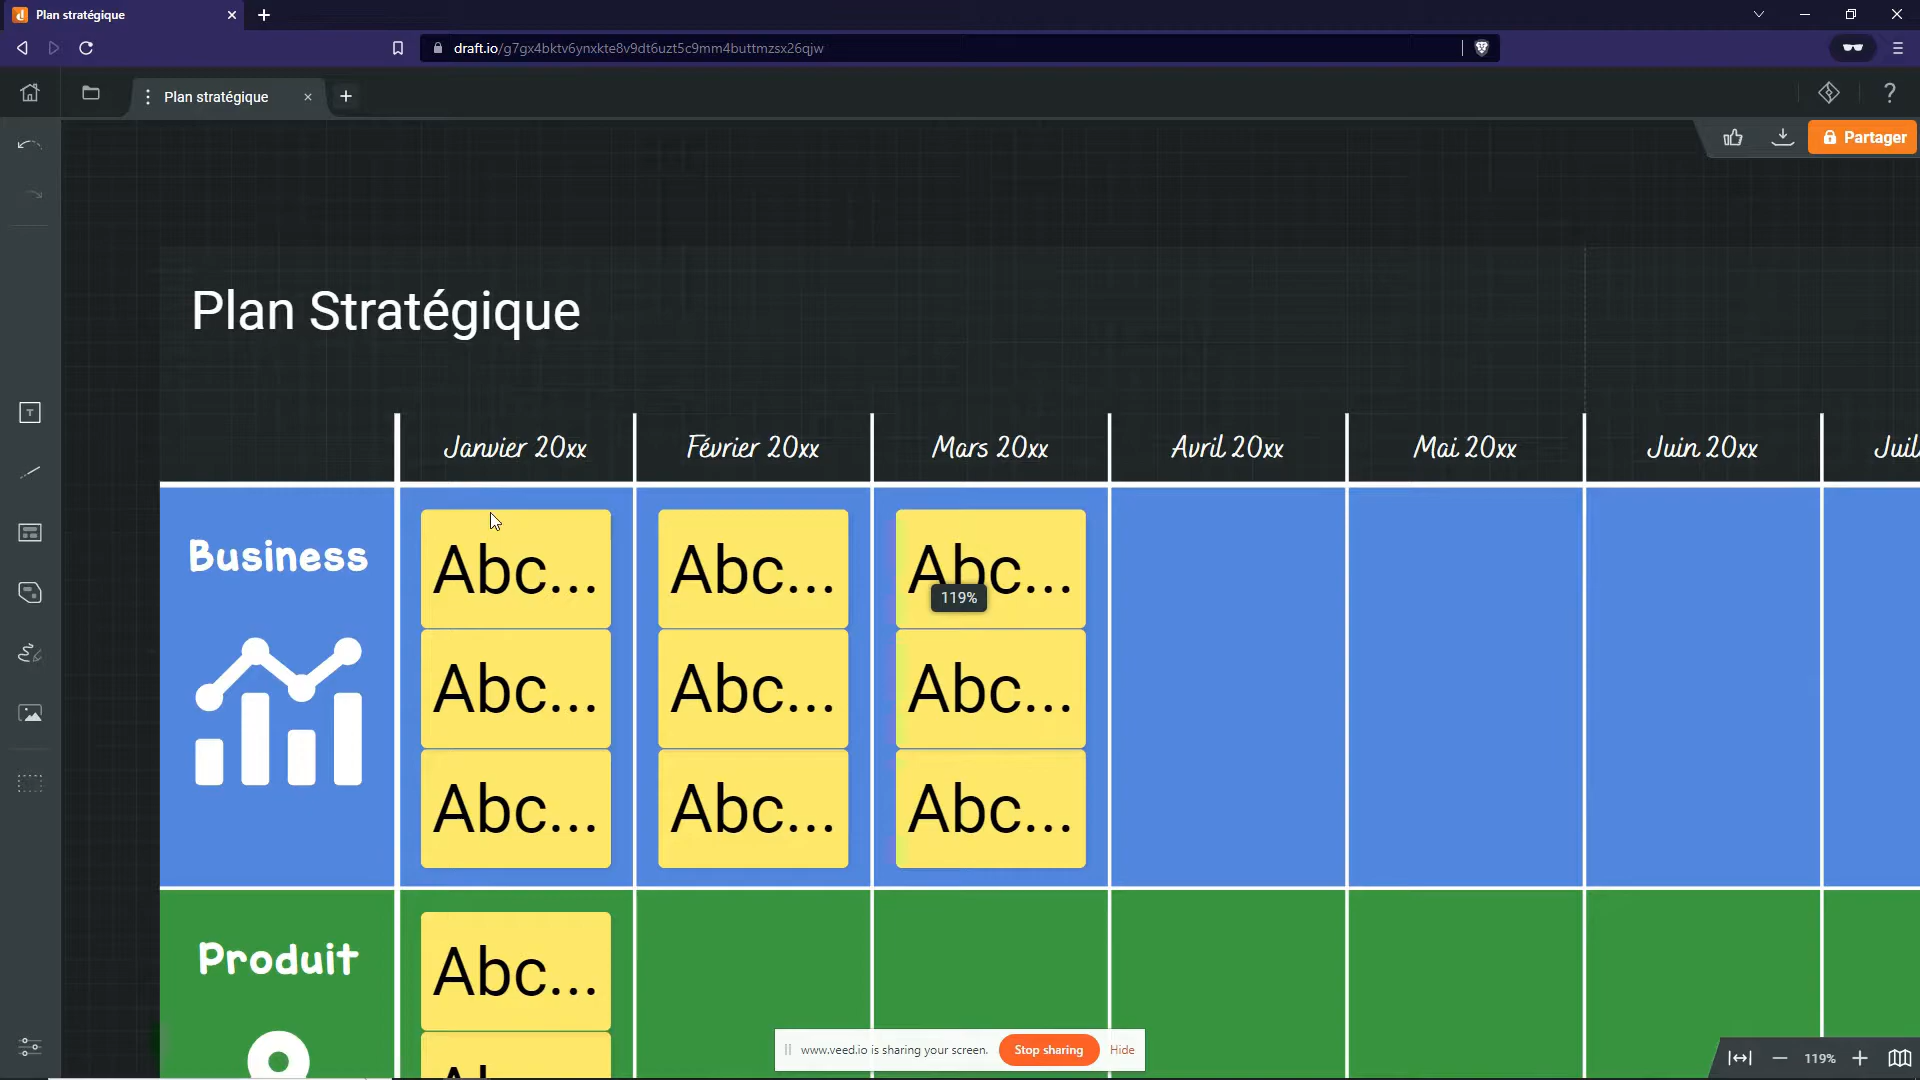 Plan stratégique
draft.io/g7gx4bktv6ynxkte8v9dt6uzt5c9mm4buttmzsx26qjw
Plan stratégique
Partager
Plan Stratégique
Janvier 20xx Février 20xx Mars 20xx Avril 20xx Mai 20xx Juin 20xx Juil
Business
Abc... Abc... Abc...
119%
Abc... Abc... Abc...
Abc... Abc... Abc...
Produit
Abc...
www.veed.io is sharing your screen. Stop sharing Hide
119%